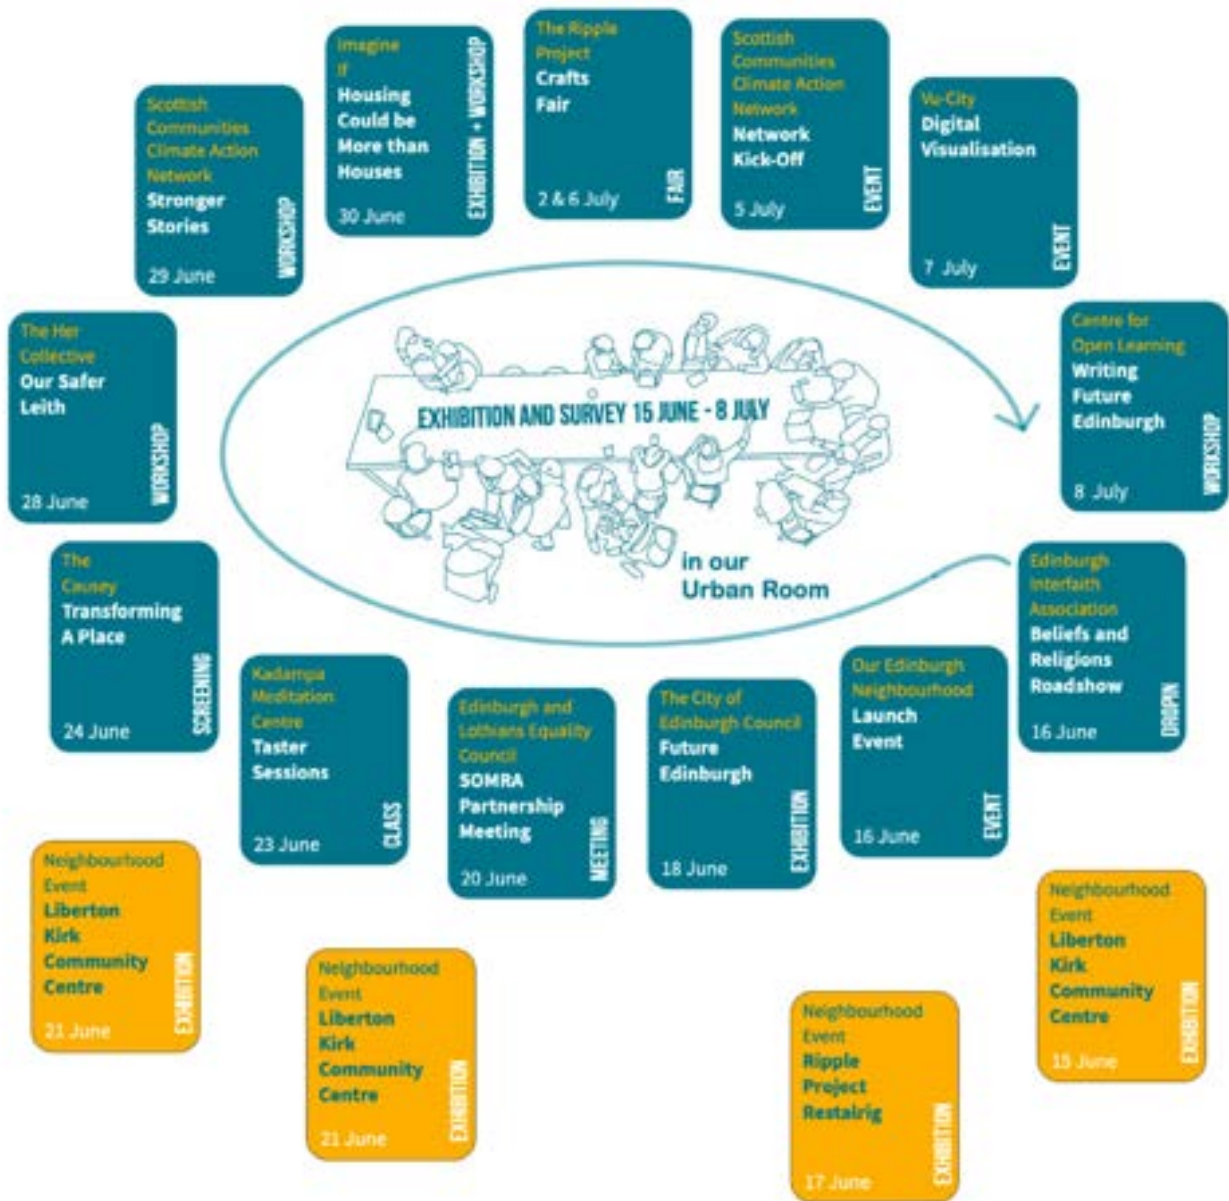 Imagine
If
Housing
Could be
More than
Houses
30 June
EXHIBITION + WORKSHOP
The Ripple
Project
Crafts
Fair
2 & 6 July
FAIR
Scottish
Communities
Climate Action
Network
Network
Kick-Off
5 July
EVENT
Scottish
Communities
Climate Action
Network
Stronger
Stories
29 June
WORKSHOP
Vu-City
Digital
Visualisation
7 July
EVENT
The Her
Collective
Our Safer
Leith
28 June
WORKSHOP
EXHIBITION AND SURVEY 15 JUNE - 8 JULY
in our
Urban Room
Centre for
Open Learning
Writing
Future
Edinburgh
8 July
WORKSHOP
The
Causey
Transforming
A Place
24 June
SCREENING
Kadampa
Meditation
Centre
Taster
Sessions
23 June
CLASS
Edinburgh and
Lothians Equality
Council
SOMRA
Partnership
Meeting
20 June
MEETING
The City of
Edinburgh Council
Future
Edinburgh
18 June
EXHIBITION
Our Edinburgh
Neighbourhood
Launch
Event
16 June
EVENT
Edinburgh
Interfaith
Association
Beliefs and
Religions
Roadshow
16 June
DROPIN
Neighbourhood
Event
Liberton
Kirk
Community
Centre
21 June
EXHIBITION
Neighbourhood
Event
Liberton
Kirk
Community
Centre
21 June
EXHIBITION
Neighbourhood
Event
Ripple
Project
Restalrig
17 June
EXHIBITION
Neighbourhood
Event
Liberton
Kirk
Community
Centre
15 June
EXHIBITION